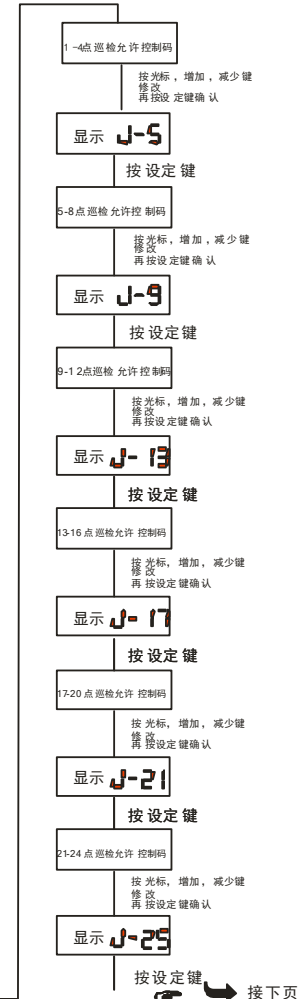 1-4点巡检允许控制码
按光标，增加，减少键
修改
再按设定键确认
显示 J-5
按设定键
5-8点巡检允许控制码
按光标，增加，减少键
修改
再按设定键确认
显示 J-9
按设定键
9-12点巡检允许控制码
按光标，增加，减少键
修改
再按设定键确认
显示 J-13
按设定键
13-16点巡检允许控制码
按光标，增加，减少键
修改
再按设定键确认
显示 J-17
按设定键
17-20点巡检允许控制码
按光标，增加，减少键
修改
再按设定键确认
显示 J-21
按设定键
21-24点巡检允许控制码
按光标，增加，减少键
修改
再按设定键确认
显示 J-25
按设定键
接下页